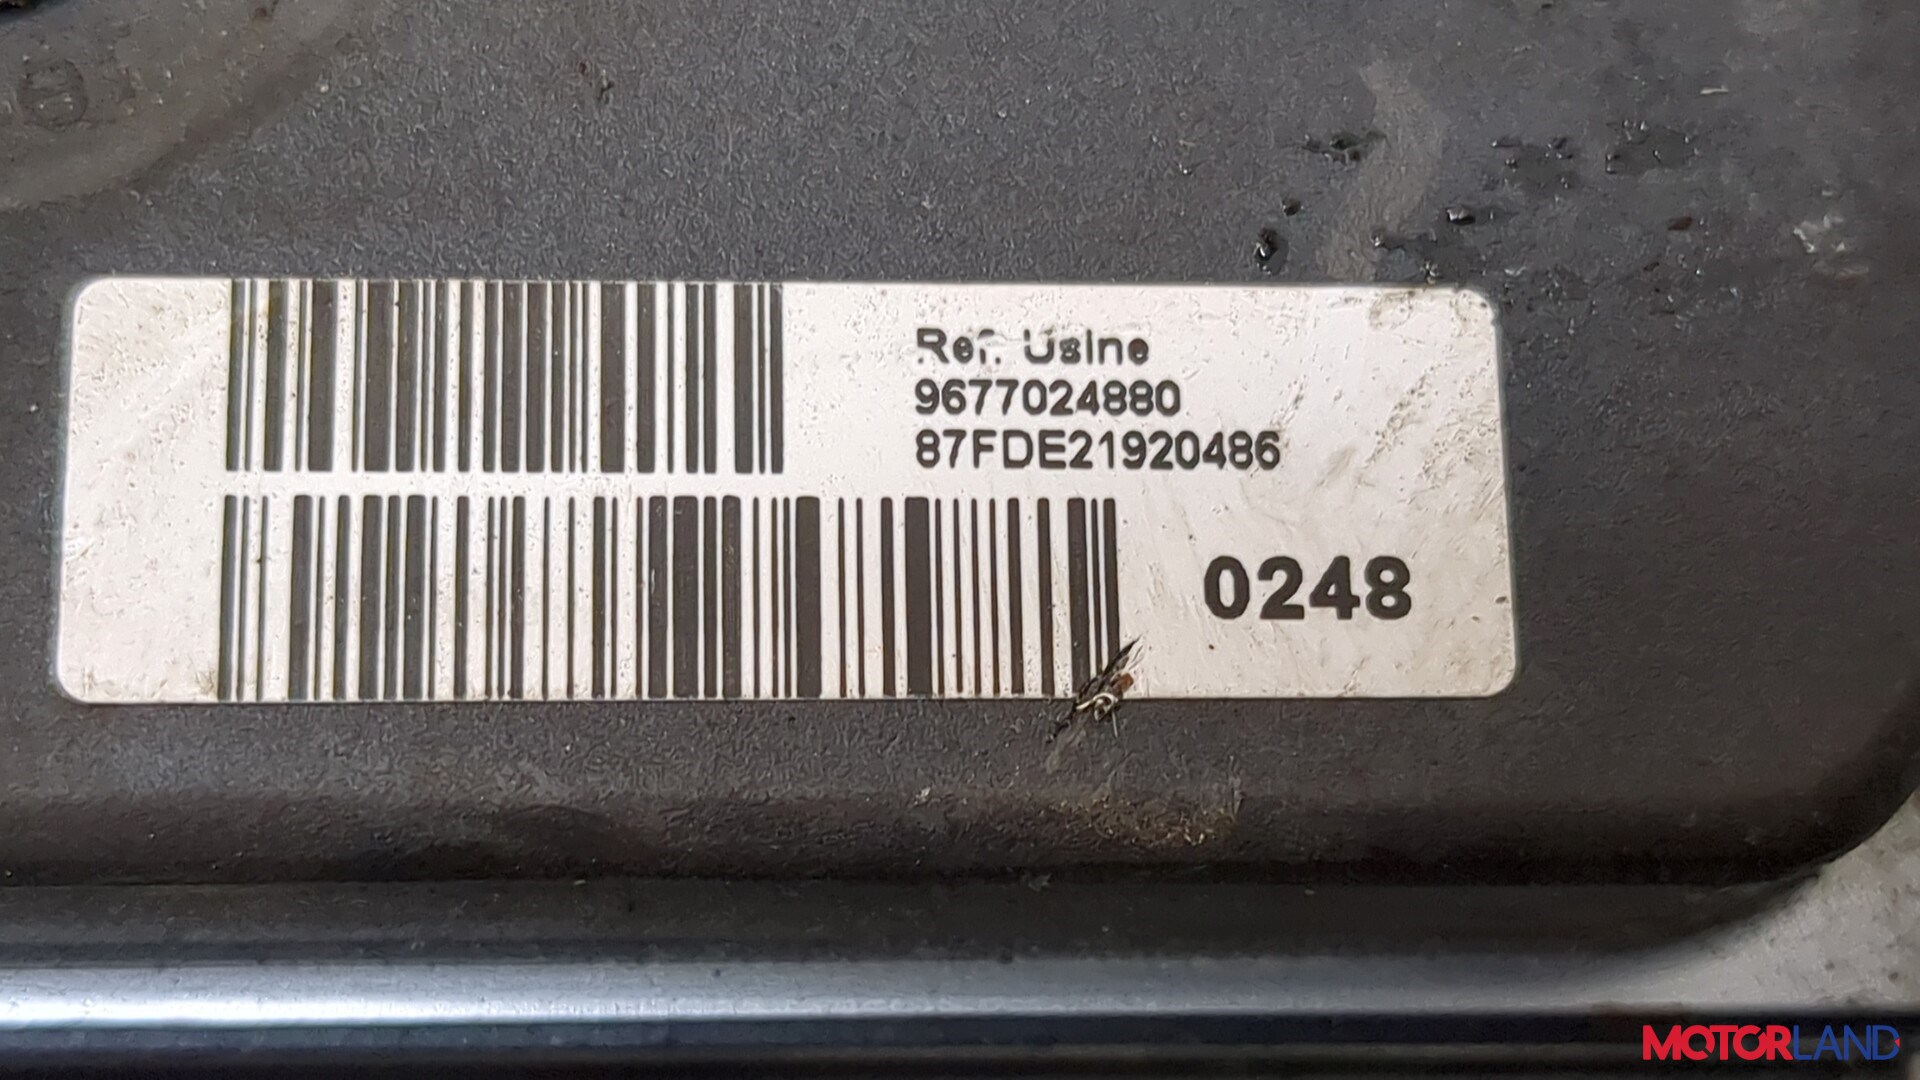 Ref. Usine
9677024880
87FDE21920486
0248
MOTORLAND